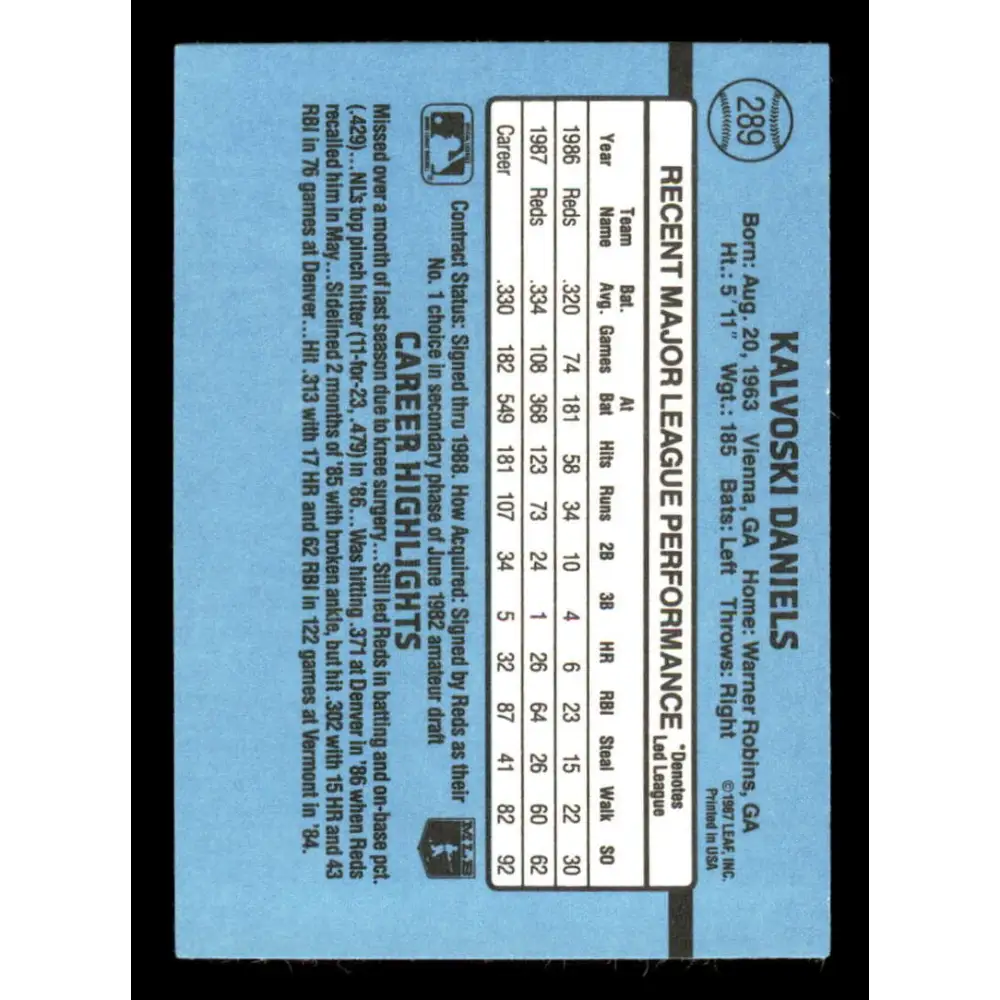 289
KALVOSKI DANIELS
Born: Aug. 20, 1963 Vienna, GA Home: Warner Robins, GA
Ht.: 5'11" Wgt.: 185 Bats: Left Throws: Right
©1987 LEAF, INC.
Printed in USA
RECENT MAJOR LEAGUE PERFORMANCE
*Denotes
Led League
Year Team Name Bat. Avg. Games At Bat Hits Runs 2B 3B HR RBI Steal Walk SO
1986 Reds .320 74 181 58 34 10 4 6 23 15 22 30
1987 Reds .334 108 368 123 73 24 1 26 64 26 60 62
Career .330 182 549 181 107 34 5 32 87 41 82 92
Contract Status: Signed thru 1988. How Acquired: Signed by Reds as their
No. 1 choice in secondary phase of June 1982 amateur draft
MLB
CAREER HIGHLIGHTS
Missed over a month of last season due to knee surgery...Still led Reds in batting and on-base pct.
(.429)...NL's top pinch hitter (11-for-23, .479) in '86...Was hitting .371 at Denver in '86 when Reds
recalled him in May...Sidelined 2 months of '85 with broken ankle, but hit .302 with 15 HR and 43
RBI in 76 games at Denver...Hit .313 with 17 HR and 62 RBI in 122 games at Vermont in '84.